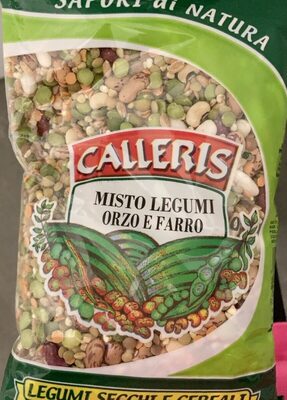 SAPORI di NATURA
CALLERIS
MISTO LEGUMI
ORZO E FARRO
LEGUMI SECCHI E CEREALI